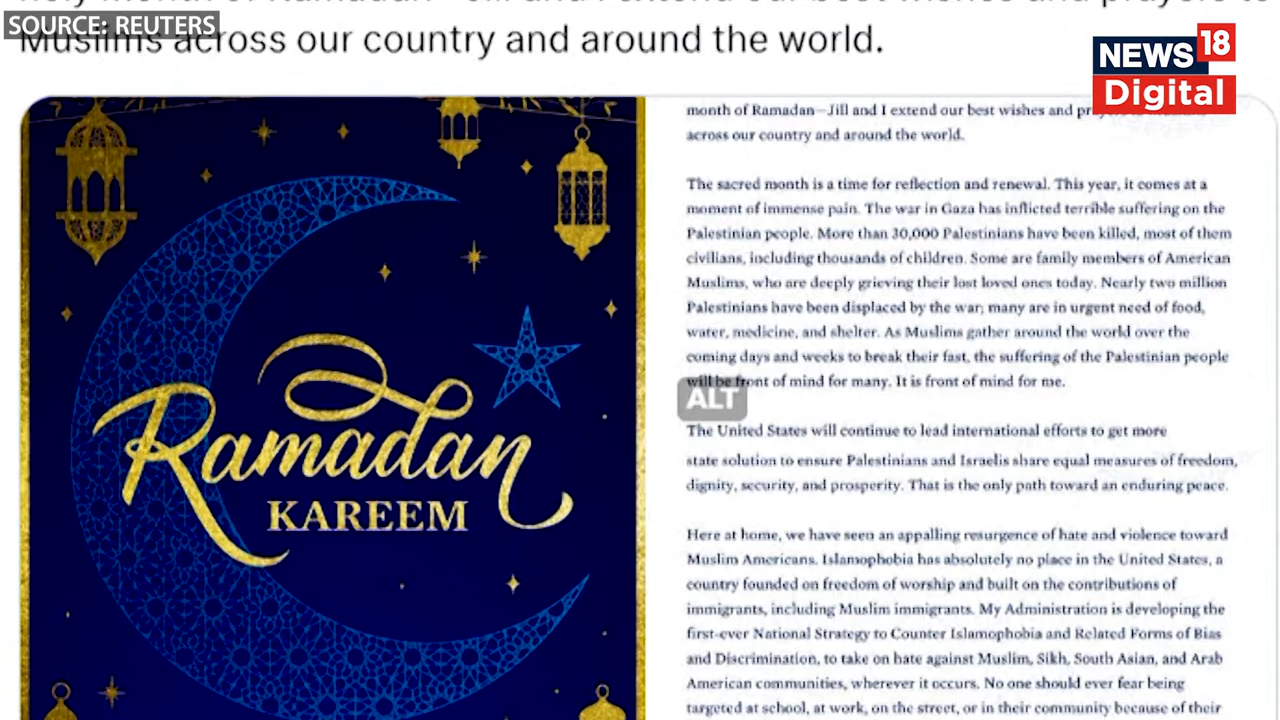 holy month of Ramadan—Jill and I extend our best wishes and prayers to
SOURCE: REUTERS
Muslims across our country and around the world.
NEWS 18
Digital
Ramadan
KAREEM
month of Ramadan—Jill and I extend our best wishes and
across our country and around the world.
The sacred month is a time for reflection and renewal. This year, it comes at a
moment of immense pain. The war in Gaza has inflicted terrible suffering on the
Palestinian people. More than 30,000 Palestinians have been killed, most of them
civilians, including thousands of children. Some are family members of American
Muslims, who are deeply grieving their lost loved ones today. Nearly two million
Palestinians have been displaced by the war; many are in urgent need of food,
water, medicine, and shelter. As Muslims gather around the world over the
coming days and weeks to break their fast, the suffering of the Palestinian people
will be front of mind for many. It is front of mind for me.
ALT
The United States will continue to lead international efforts to get more
state solution to ensure Palestinians and Israelis share equal measures of freedom,
dignity, security, and prosperity. That is the only path toward an enduring peace.
Here at home, we have seen an appalling resurgence of hate and violence toward
Muslim Americans. Islamophobia has absolutely no place in the United States, a
country founded on freedom of worship and built on the contributions of
immigrants, including Muslim immigrants. My Administration is developing the
first-ever National Strategy to Counter Islamophobia and Related Forms of Bias
and Discrimination, to take on hate against Muslim, Sikh, South Asian, and Arab
American communities, wherever it occurs. No one should ever fear being
targeted at school, at work, on the street, or in their community because of their